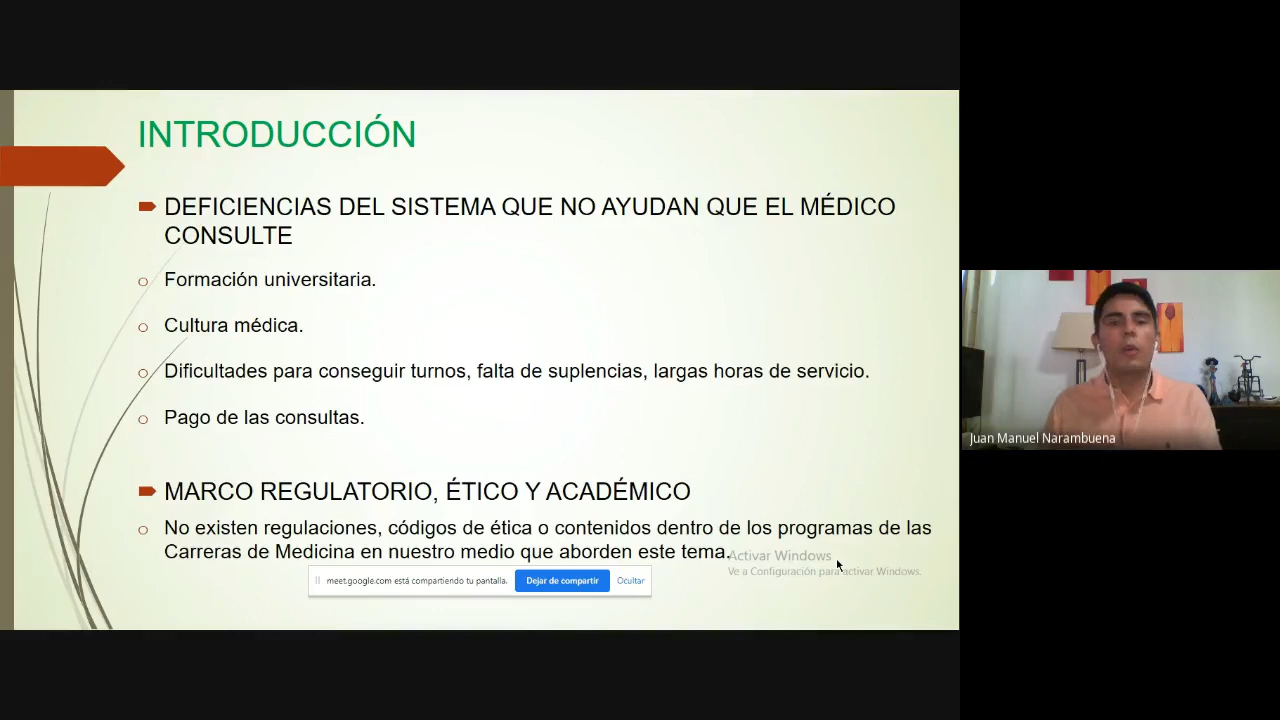 INTRODUCCIÓN
DEFICIENCIAS DEL SISTEMA QUE NO AYUDAN QUE EL MÉDICO
CONSULTE
Formación universitaria.
Cultura médica.
Dificultades para conseguir turnos, falta de suplencias, largas horas de servicio.
Pago de las consultas.
MARCO REGULATORIO, ÉTICO Y ACADÉMICO
No existen regulaciones, códigos de ética o contenidos dentro de los programas de las
Carreras de Medicina en nuestro medio que aborden este tema.
Activar Windows
Ve a Configuración para activar Windows.
meet.google.com está compartiendo tu pantalla.
Dejar de compartir
Ocultar
Juan Manuel Narambuena